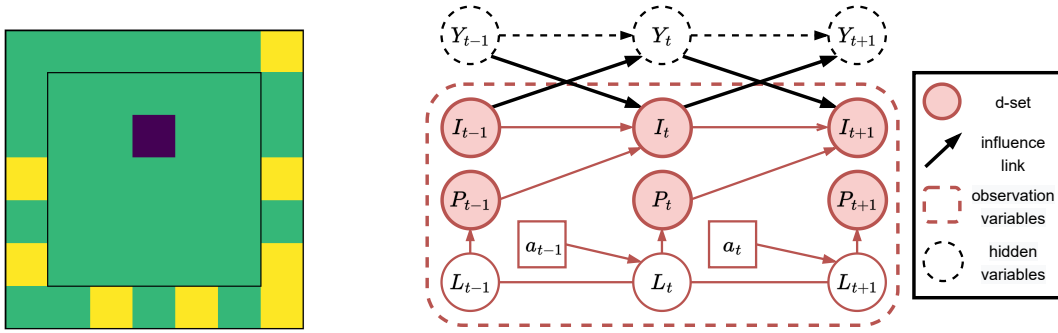 Y_{t-1} Y_t Y_{t+1}
I_{t-1} I_t I_{t+1}
d-set
influence
link
P_{t-1} P_t P_{t+1}
observation
variables
a_{t-1} a_t
hidden
variables
L_{t-1} L_t L_{t+1}